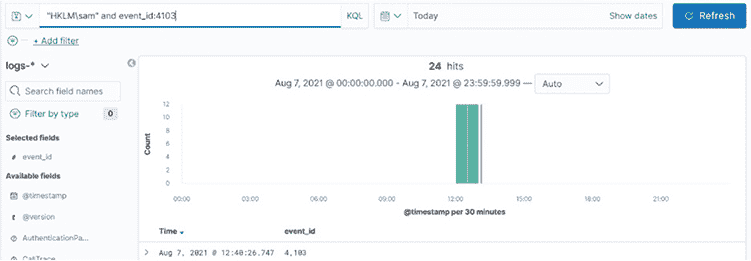 "HKLM\sam" and event_id:4103 KQL Today Show dates Refresh
+ Add filter
logs-*
Search field names
Filter by type 0
Selected fields
# event_id
Available fields
@timestamp
t @version
AuthenticationPa...
CallTrace
24 hits
Aug 7, 2021 @ 00:00:00.000 - Aug 7, 2021 @ 23:59:59.999 — Auto
Count
12
10
8
6
4
2
0
00:00 03:00 06:00 09:00 12:00 15:00 18:00 21:00
@timestamp per 30 minutes
Time event_id
Aug 7, 2021 @ 12:40:26.747 4,103